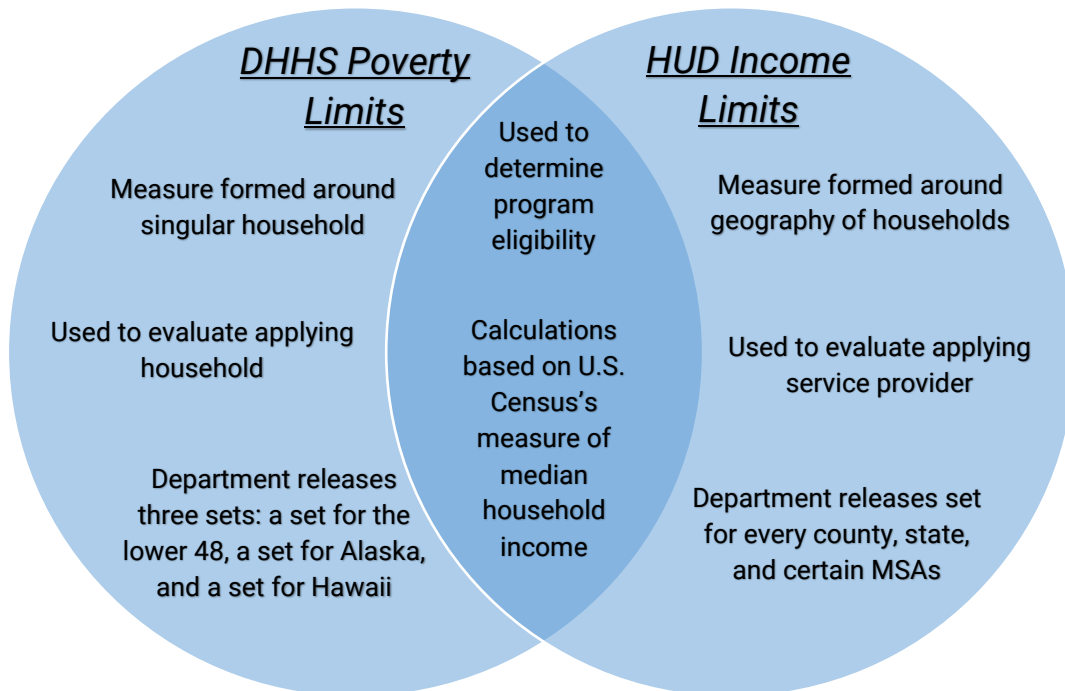 DHHS Poverty
Limits
Measure formed around
singular household
Used to evaluate applying
household
Department releases
three sets: a set for the
lower 48, a set for Alaska,
and a set for Hawaii
Used to
determine
program
eligibility
Calculations
based on U.S.
Census’s
measure of
median
household
income
HUD Income
Limits
Measure formed around
geography of households
Used to evaluate applying
service provider
Department releases set
for every county, state,
and certain MSAs